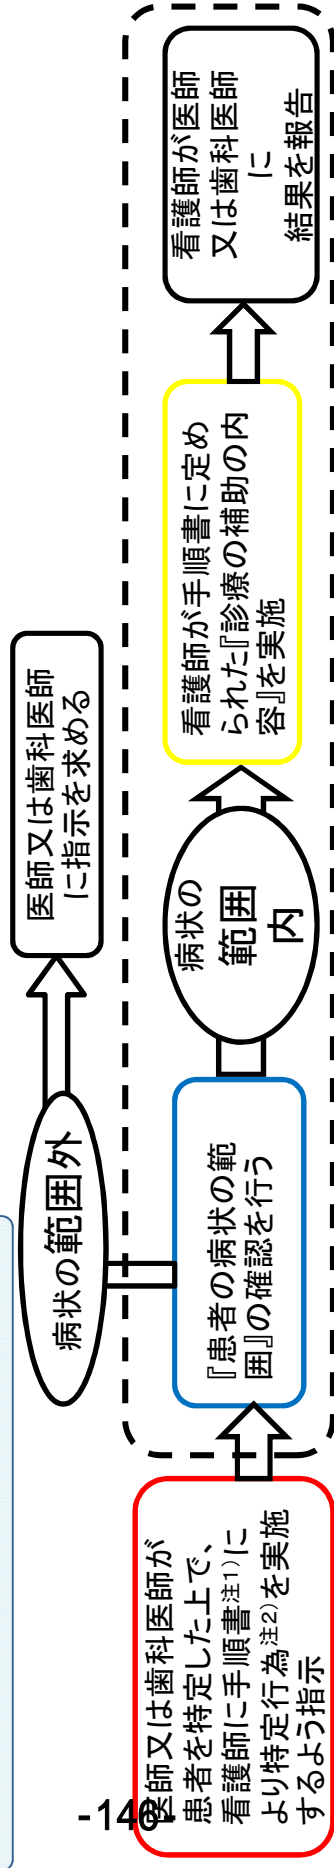 医師又は歯科医師が
患者を特定した上で、
看護師に手順書注1)に
より特定行為注2)を実施
するよう指示
『患者の病状の範
囲』の確認を行う
病状の範囲外
医師又は歯科医師
に指示を求める
病状の
範囲
内
看護師が手順書に定め
られた『診療の補助の内
容』を実施
看護師が医師
又は歯科医師
に
結果を報告
-146-